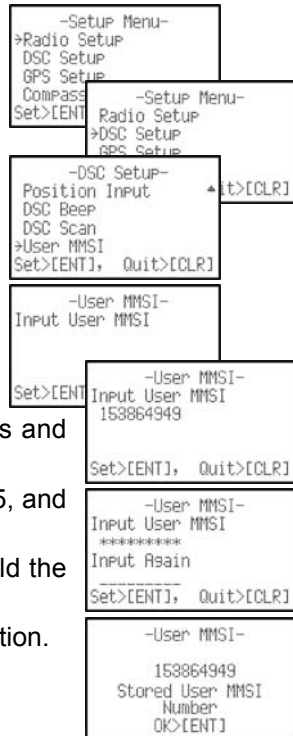 -Setup Menu-
→Radio Setup
DSC Setup
GPS Setup
Compass
Set>[ENT
-Setup Menu-
Radio Setup
→DSC Setup
GPS Setup
it>[CLR]
-DSC Setup-
Position Input ▲
DSC Beep
DSC Scan
→User MMSI
Set>[ENT], Quit>[CLR]
-User MMSI-
Input User MMSI
Set>[ENT
-User MMSI-
Input User MMSI
153864949
Set>[ENT], Quit>[CLR]
s and
5, and
ld the
tion.
-User MMSI-
Input User MMSI
*********
Input Again
_________
Set>[ENT], Quit>[CLR]
-User MMSI-
153864949
Stored User MMSI
Number
OK>[ENT]